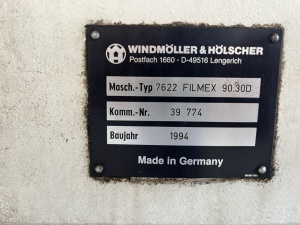 WINDMÖLLER & HÖLSCHER
Postfach 1660 - D-49516 Lengerich
Masch.-Typ 7622 FILMEX 90.30D
Komm.-Nr. 39 774
Baujahr 1994
Made in Germany